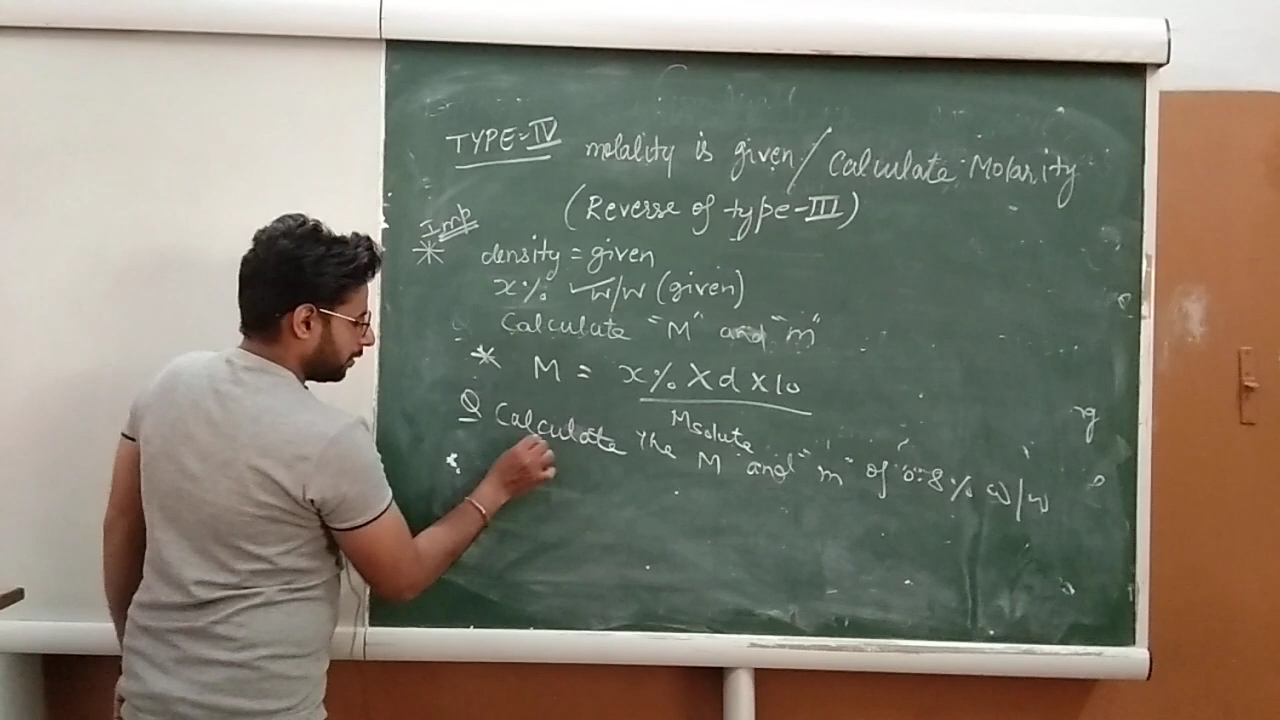 TYPE-IV molality is given / Calculate Molarity
(Reverse of type-III)
Imp
* density = given
x% w/w (given)
Calculate "M" and "m"
* M = x% X d X 10
Msolute
Q Calculate the M and "m" of 0.8% w/w